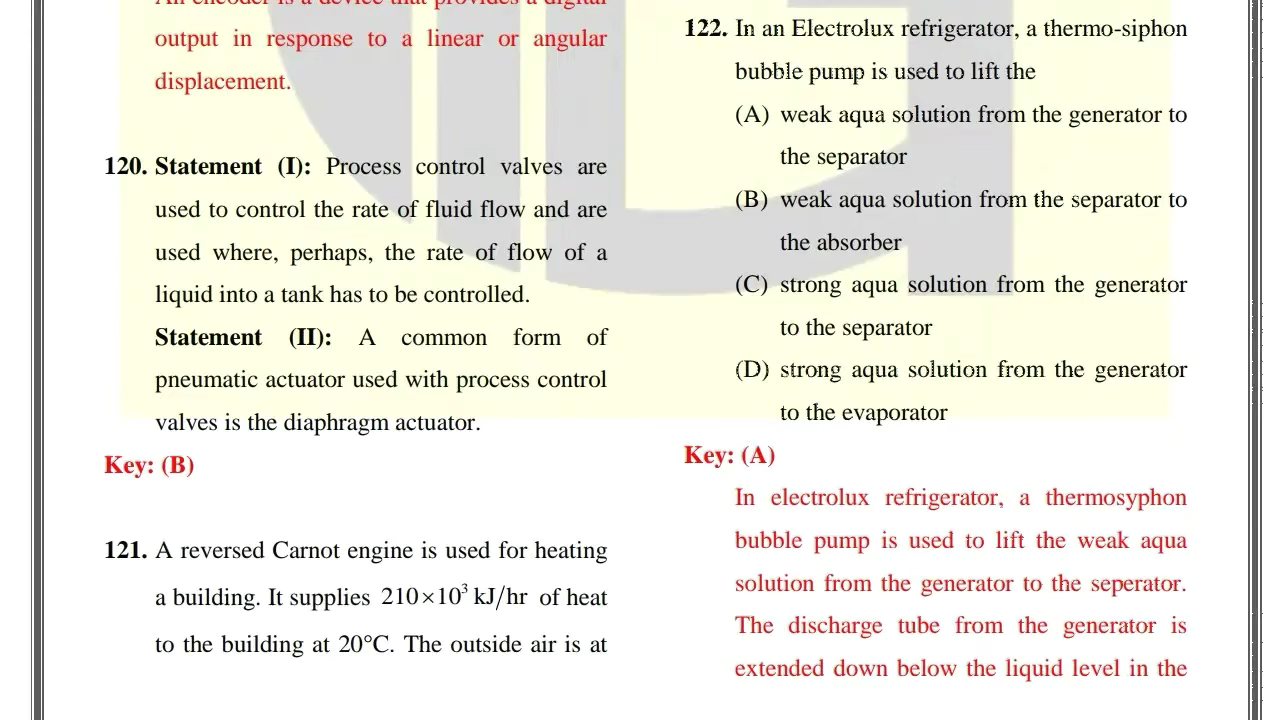 An encoder is a device that provides a digital
output in response to a linear or angular
displacement.
120. Statement (I): Process control valves are
used to control the rate of fluid flow and are
used where, perhaps, the rate of flow of a
liquid into a tank has to be controlled.
Statement (II): A common form of
pneumatic actuator used with process control
valves is the diaphragm actuator.
Key: (B)
121. A reversed Carnot engine is used for heating
a building. It supplies 210×10³ kJ/hr of heat
to the building at 20°C. The outside air is at
122. In an Electrolux refrigerator, a thermo-siphon
bubble pump is used to lift the
(A) weak aqua solution from the generator to
the separator
(B) weak aqua solution from the separator to
the absorber
(C) strong aqua solution from the generator
to the separator
(D) strong aqua solution from the generator
to the evaporator
Key: (A)
In electrolux refrigerator, a thermosyphon
bubble pump is used to lift the weak aqua
solution from the generator to the seperator.
The discharge tube from the generator is
extended down below the liquid level in the